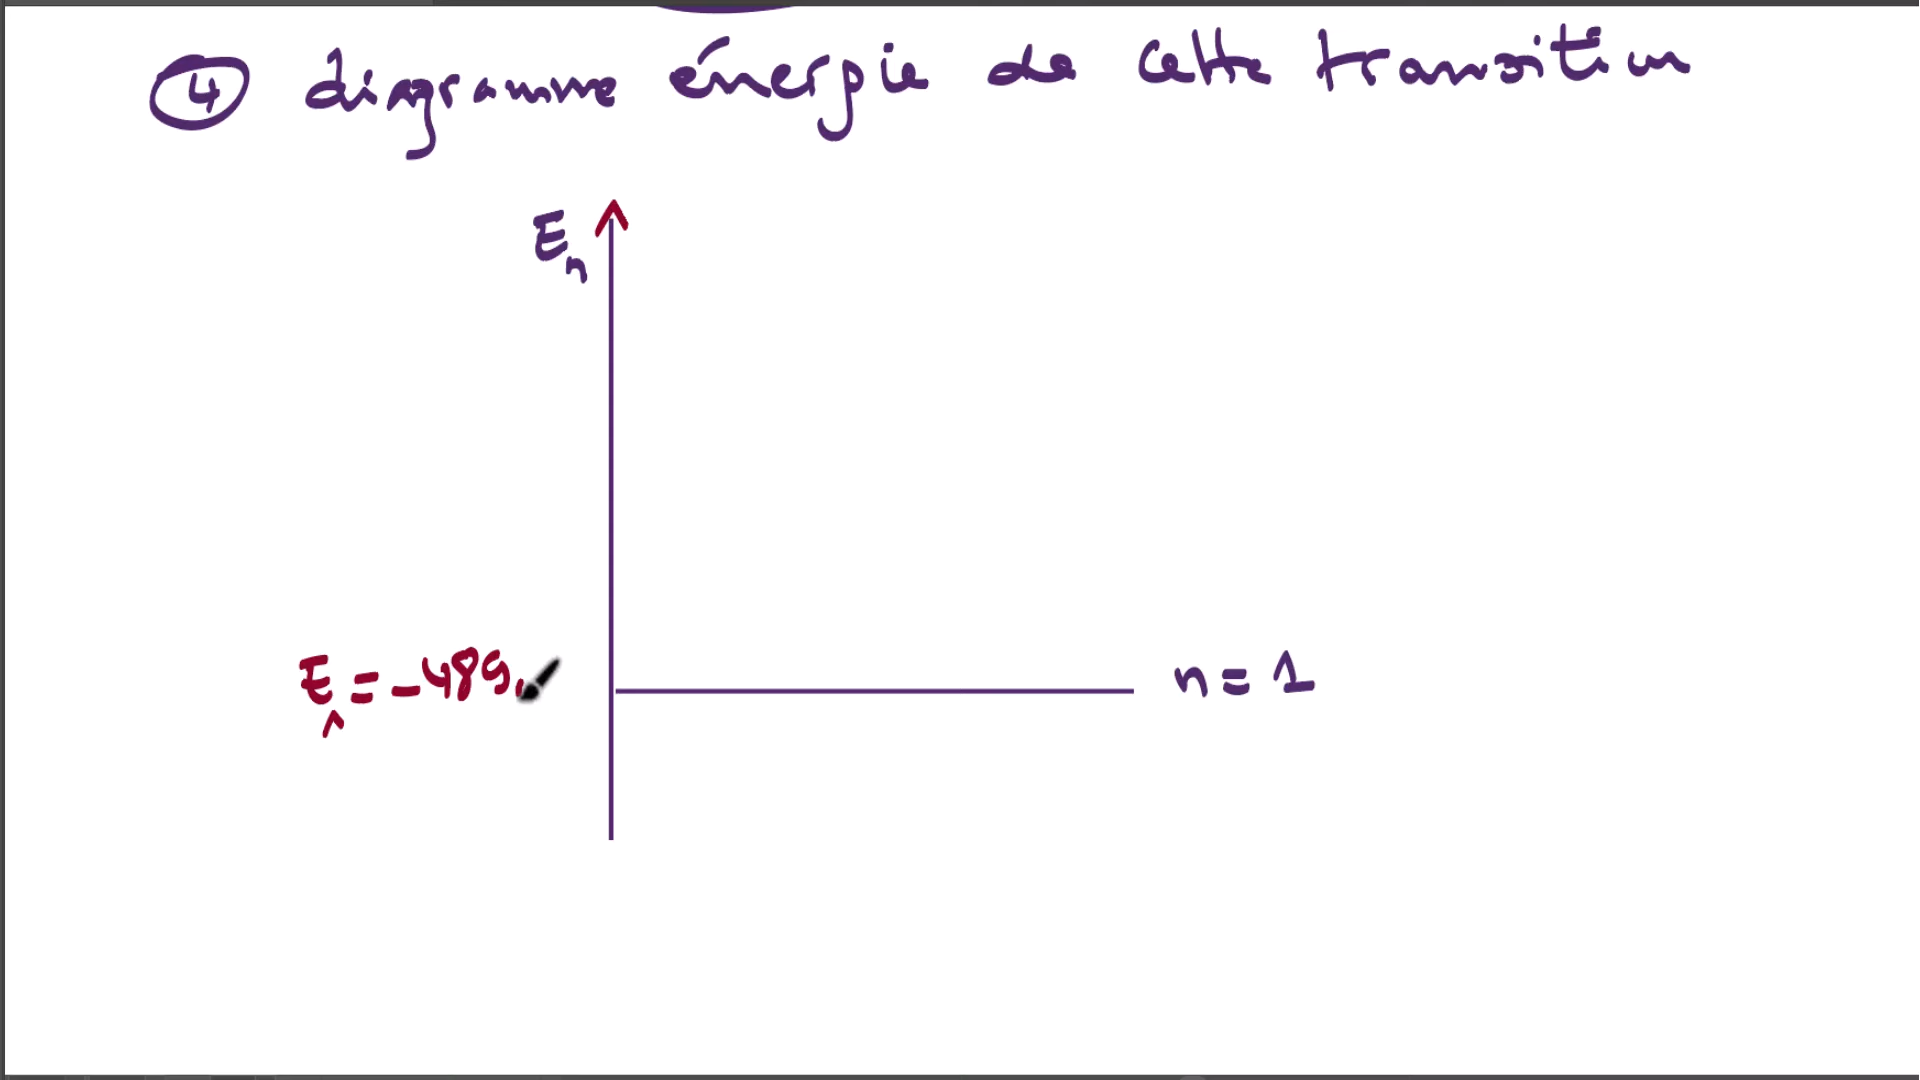 ④ diagramme énergie de cette transition
En
E1 = -489,
n = 1